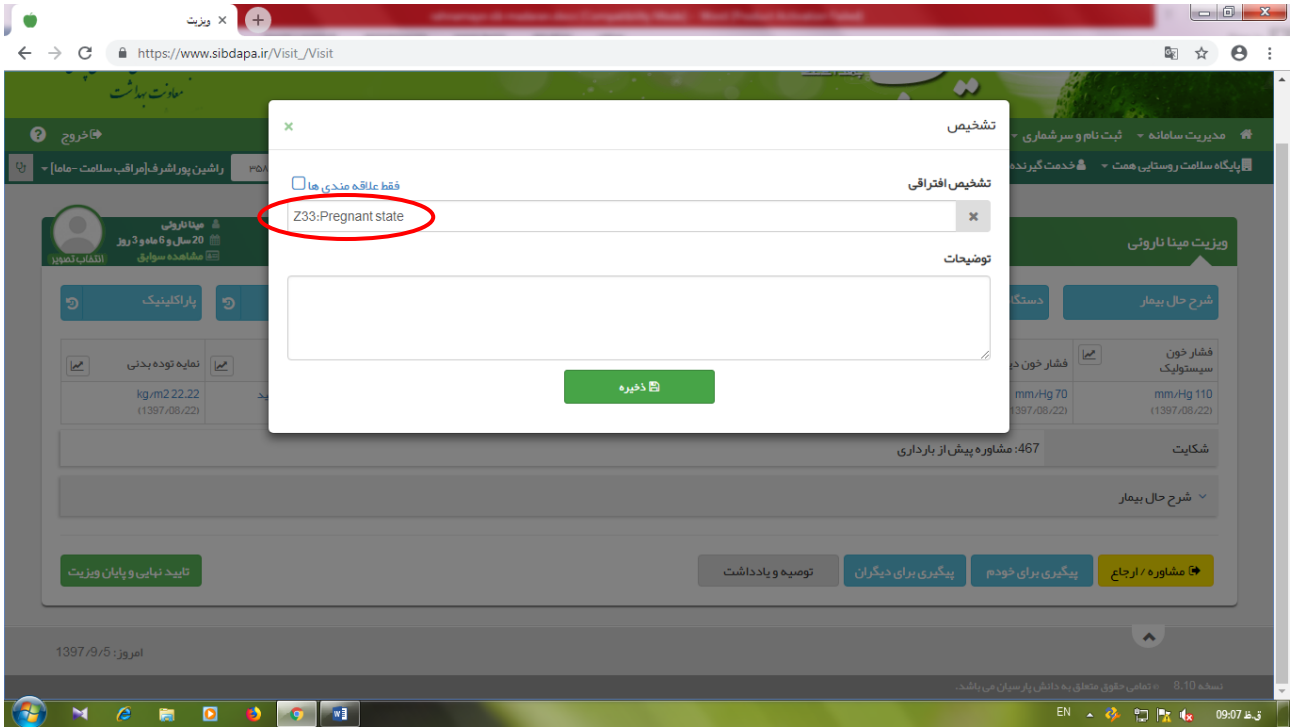 ویزیت
https://www.sibdapa.ir/Visit_/Visit
معاونت بهداشت
مدیریت سامانه
ثبت نام و سرشماری
خروج
پایگاه سلامت روستایی همت
خدمت گیرنده
راشین پوراشرف[مراقب سلامت -ماما]
تشخیص
تشخیص افتراقی
فقط علاقه مندی ها
Z33:Pregnant state
توضیحات
ذخیره
ویزیت مینا ناروئی
مینا ناروئی
20 سال و 6 ماه و 3 روز
مشاهده سوابق
انتخاب تصویر
شرح حال بیمار
پاراکلینیک
فشار خون سیستولیک
نمایه توده بدنی
mm/Hg 110
(1397/08/22)
mm/Hg 70
kg/m2 22.22
(1397/08/22)
شکایت
467: مشاوره پیش از بارداری
شرح حال بیمار
مشاوره / ارجاع
پیگیری برای خودم
پیگیری برای دیگران
توصیه و یادداشت
تایید نهایی و پایان ویزیت
امروز: 1397/9/5
نسخه 8.10 © تمامی حقوق متعلق به دانش پارسیان می باشد.
EN
09:07 ق.ظ